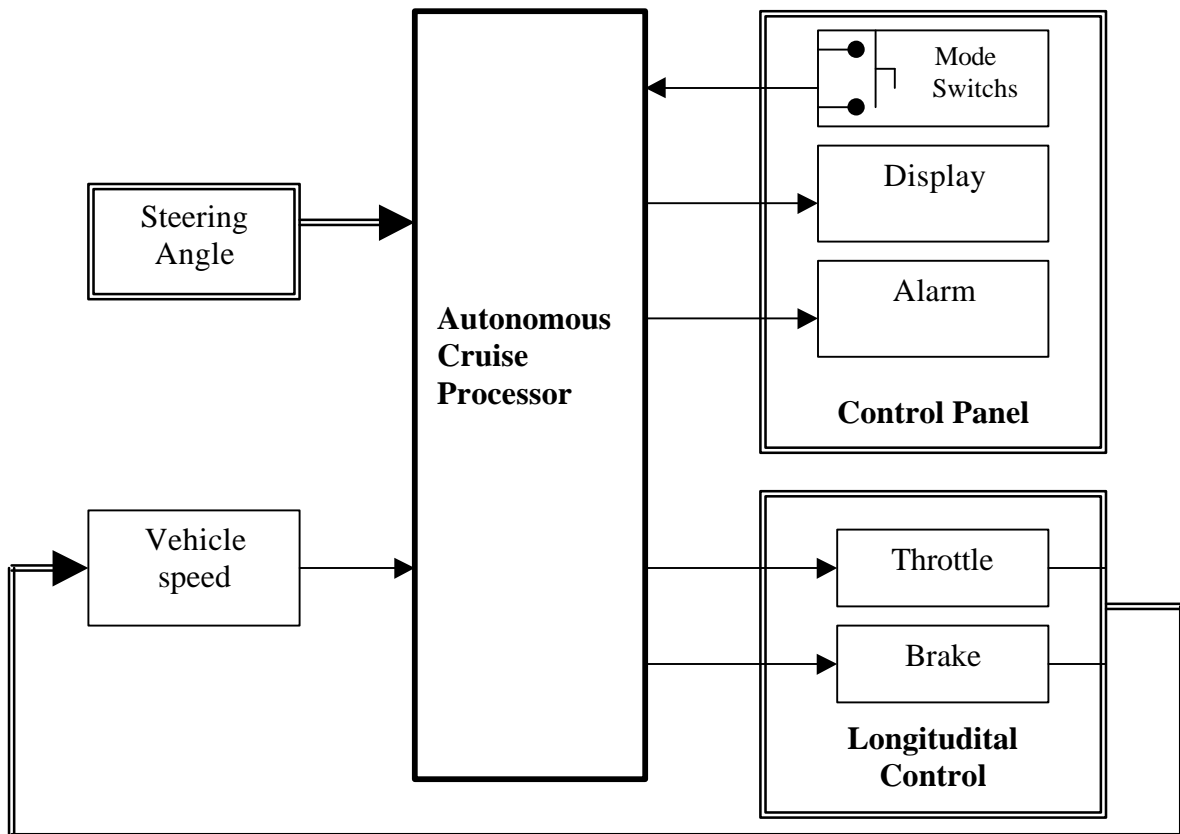 Mode
Switchs
Display
Steering
Angle
Alarm
Autonomous
Cruise
Processor
Control Panel
Vehicle
speed
Throttle
Brake
Longitudital
Control